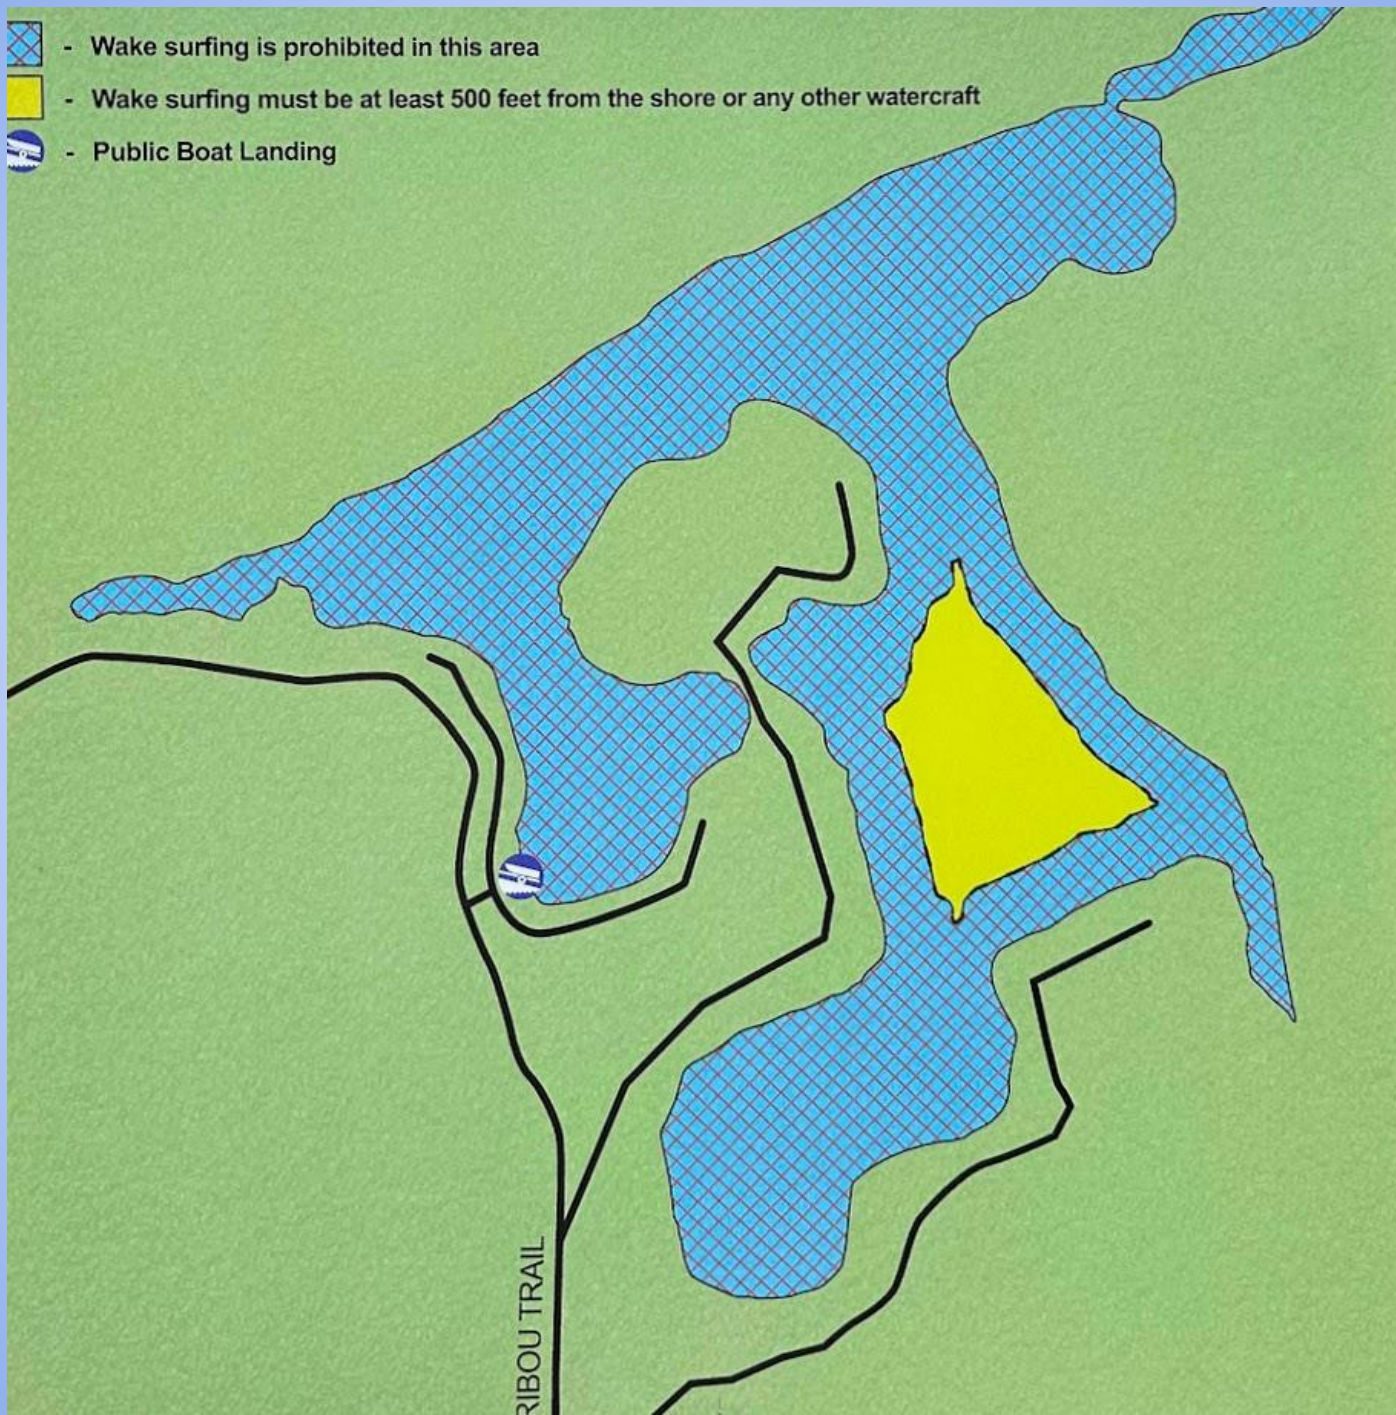 - Wake surfing is prohibited in this area
- Wake surfing must be at least 500 feet from the shore or any other watercraft
- Public Boat Landing
RIBOU TRAIL